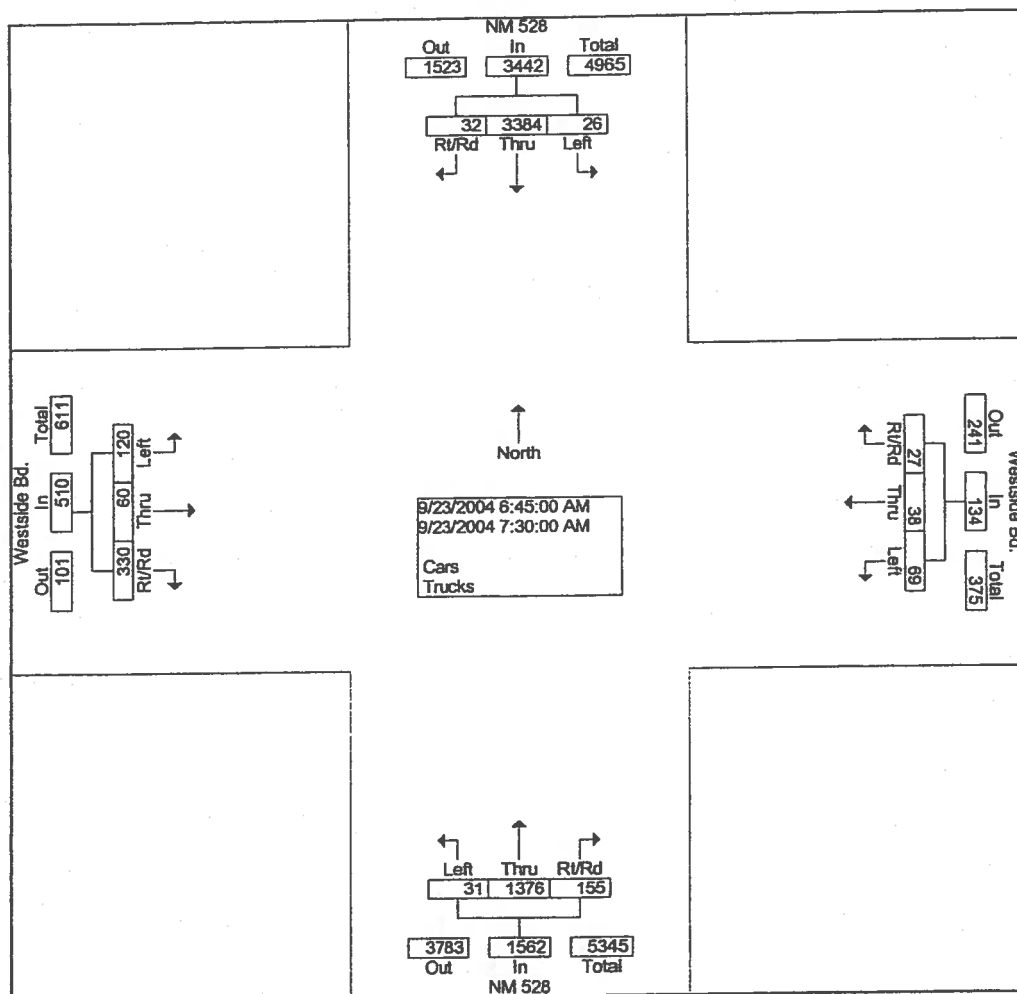 NM 528
Out In Total
1523 3442 4965
32 3384 26
Rt/Rd Thru Left
Westside Bd.
Total In Out
611 510 101
120 60 330
Left Thru Rt/Rd
North
9/23/2004 6:45:00 AM
9/23/2004 7:30:00 AM
Cars
Trucks
Rt/Rd Thru Left
27 38 69
Out In Total
241 134 375
Westside Bd.
Left Thru Rt/Rd
31 1376 155
3783 1562 5345
Out In Total
NM 528